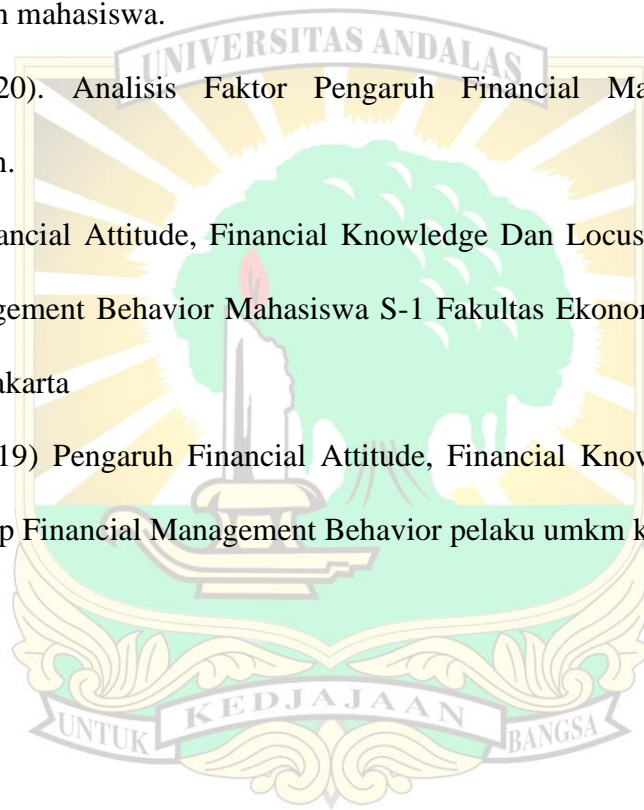 n mahasiswa.
UNIVERSITAS ANDALAS
20). Analisis Faktor Pengaruh Financial Ma
n.
ancial Attitude, Financial Knowledge Dan Locus
gement Behavior Mahasiswa S-1 Fakultas Ekonor
akarta
19) Pengaruh Financial Attitude, Financial Know
p Financial Management Behavior pelaku umkm k
UNTUK KEDJAJAAN BANGSA